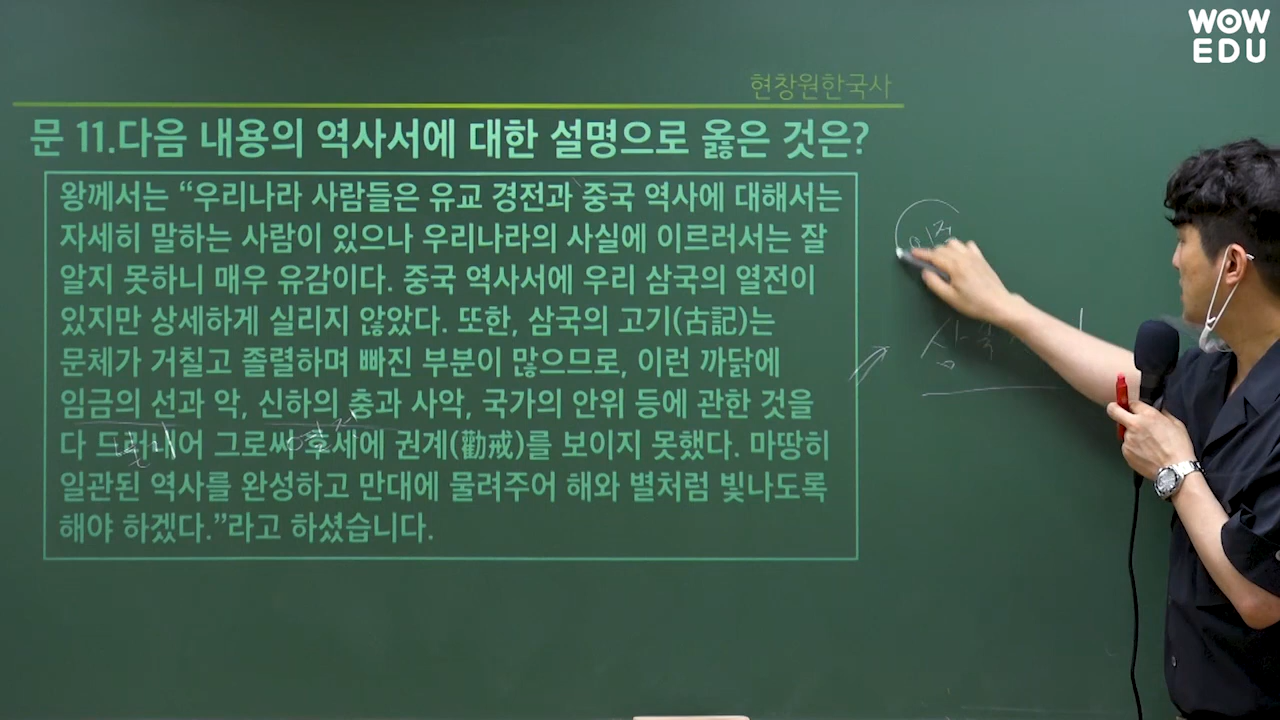 WOW
EDU
현창원한국사
문 11.다음 내용의 역사서에 대한 설명으로 옳은 것은?
왕께서는 “우리나라 사람들은 유교 경전과 중국 역사에 대해서는
자세히 말하는 사람이 있으나 우리나라의 사실에 이르러서는 잘
알지 못하니 매우 유감이다. 중국 역사서에 우리 삼국의 열전이
있지만 상세하게 실리지 않았다. 또한, 삼국의 고기(古記)는
문체가 거칠고 졸렬하며 빠진 부분이 많으므로, 이런 까닭에
임금의 선과 악, 신하의 충과 사악, 국가의 안위 등에 관한 것을
다 드러내어 그로써 후세에 권계(勸戒)를 보이지 못했다. 마땅히
일관된 역사를 완성하고 만대에 물려주어 해와 별처럼 빛나도록
해야 하겠다.”라고 하셨습니다.